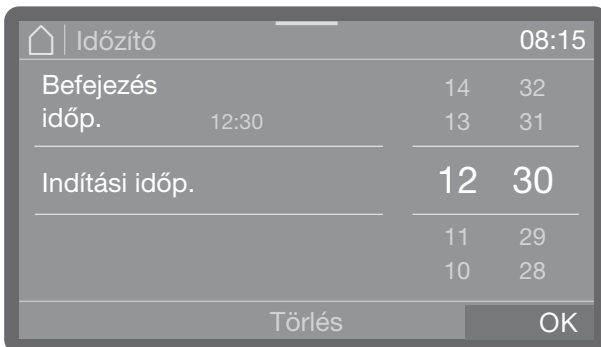 Időzítő 08:15
Befejezés
időp. 12:30
Indítási időp.
14 32
13 31
12 30
11 29
10 28
Törlés OK